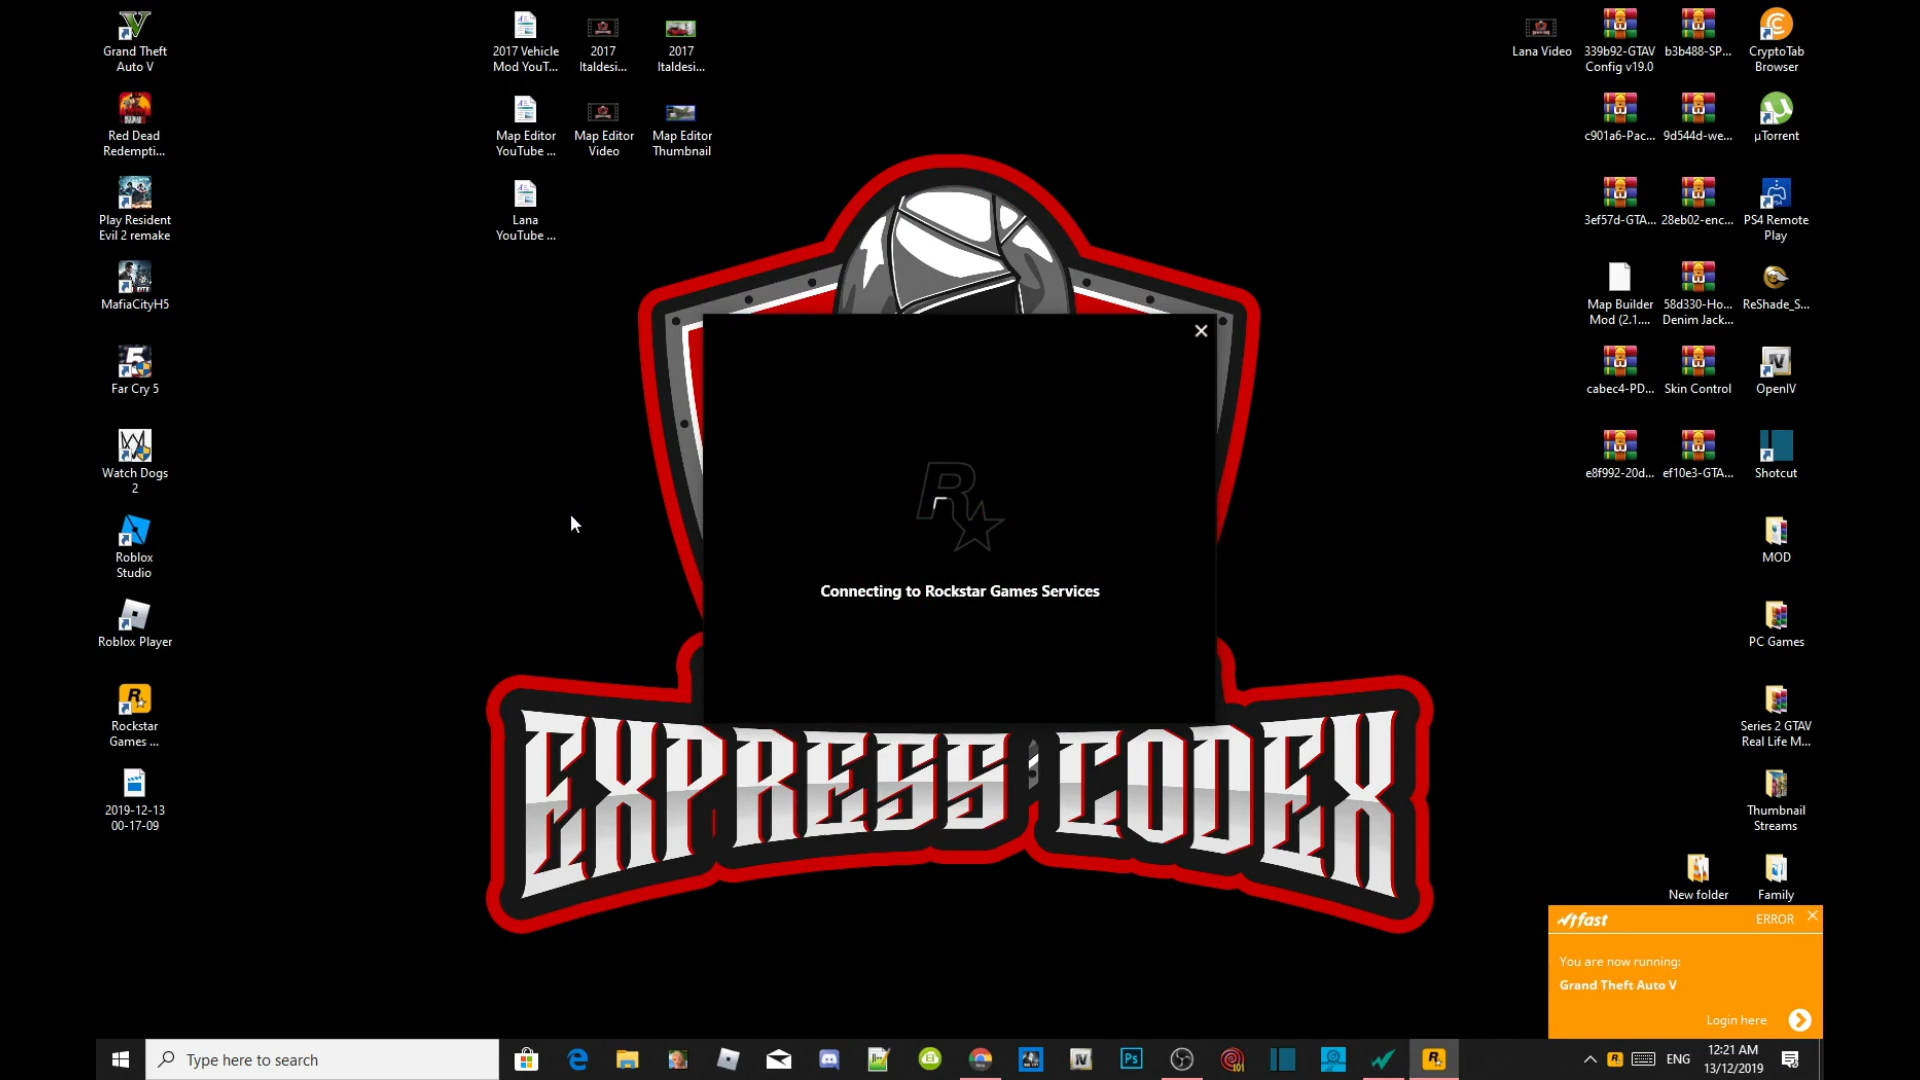 Grand Theft
Auto V
Red Dead
Redempti...
Play Resident
Evil 2 remake
MafiaCityH5
Far Cry 5
Watch Dogs
2
Roblox
Studio
Roblox Player
Rockstar
Games ...
2019-12-13
00-17-09
2017 Vehicle
Mod YouT...
2017
Italdesi...
2017
Italdesi...
Map Editor
YouTube ...
Map Editor
Video
Map Editor
Thumbnail
Lana
YouTube ...
Connecting to Rockstar Games Services
EXPRESS CODEX
Lana Video
339b92-GTAV
Config v19.0
b3b488-SP...
CryptoTab
Browser
c901a6-Pac...
9d544d-we...
µTorrent
3ef57d-GTA...
28eb02-enc...
PS4 Remote
Play
Map Builder
Mod (2.1....
58d330-Ho...
Denim Jack...
ReShade_S...
cabec4-PD...
Skin Control
OpenIV
e8f992-20d...
ef10e3-GTA...
Shotcut
MOD
PC Games
Series 2 GTAV
Real Life M...
Thumbnail
Streams
New folder
Family
wtfast
ERROR
You are now running:
Grand Theft Auto V
Login here
Type here to search
Ps
101
ENG
12:21 AM
13/12/2019